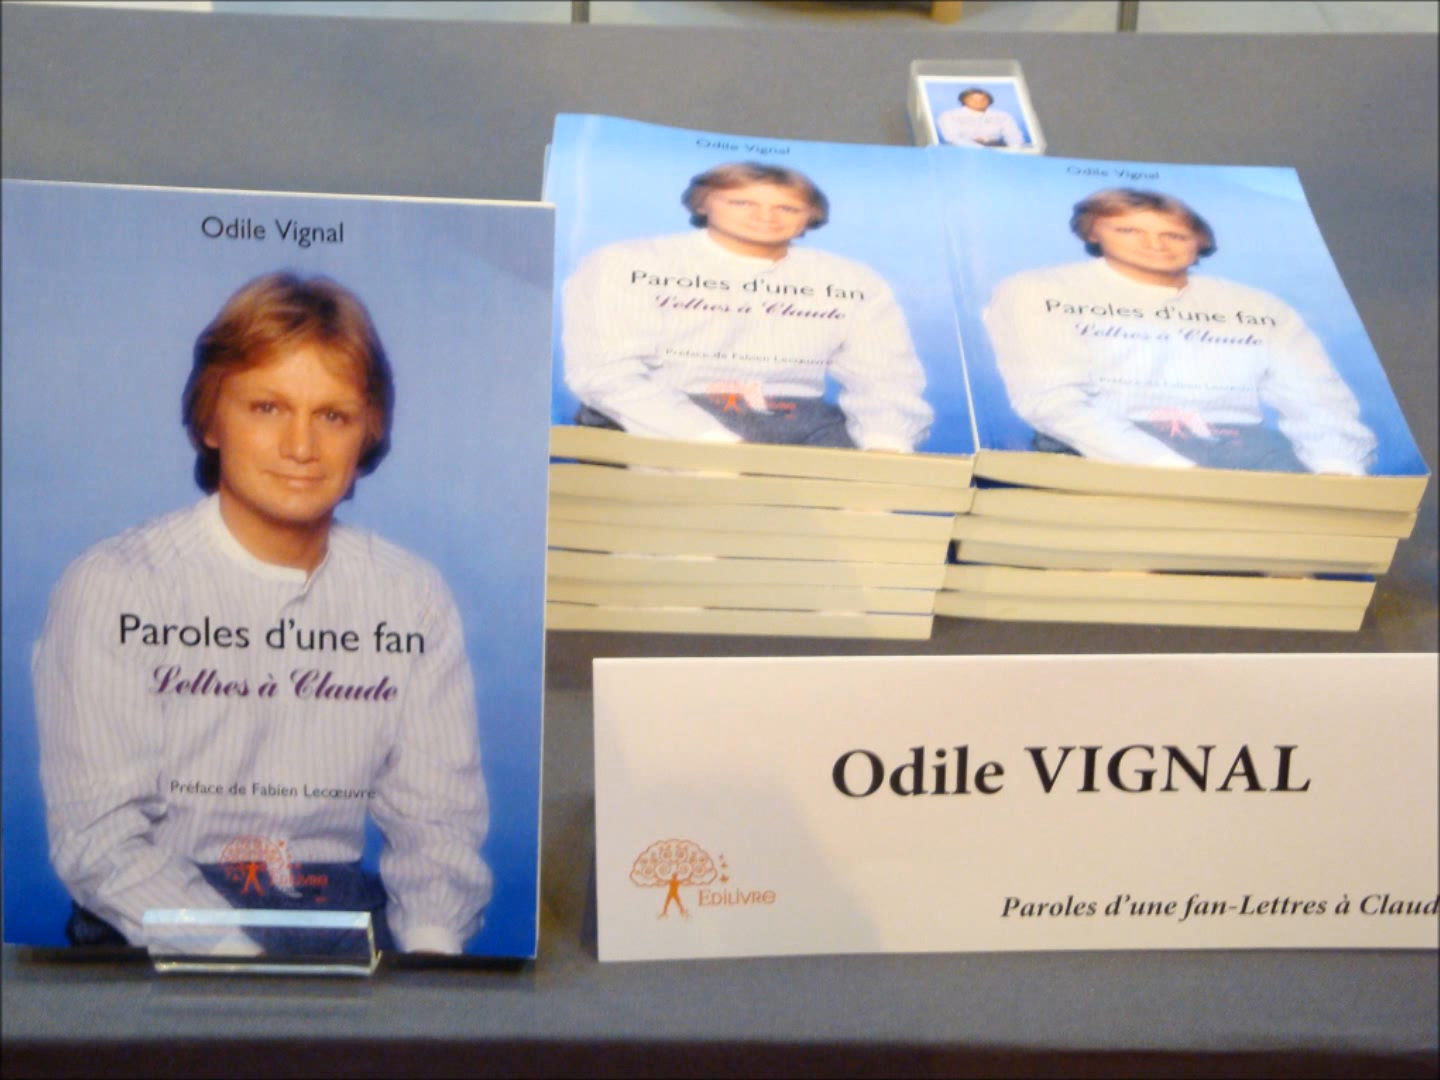 Odile Vignal
Paroles d'une fan
Lettres à Claude
Préface de Fabien Lecœuvre
EDILIVRE
Odile Vignal
Paroles d'une fan
Lettres à Claude
Préface de Fabien Lecœuvre
Odile Vignal
Paroles d'une fan
Lettres à Claude
Préface de Fabien Lecœuvre
Odile VIGNAL
EDILIVRE
Paroles d'une fan-Lettres à Claud